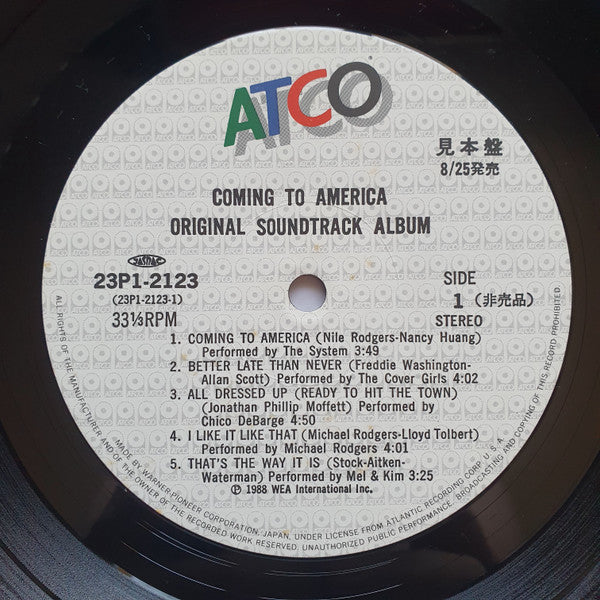 ATCO
見本盤
8/25発売
COMING TO AMERICA
ORIGINAL SOUNDTRACK ALBUM
JASRAC
23P1-2123
(23P1-2123-1)
33⅓RPM
SIDE
1 (非売品)
STEREO
1. COMING TO AMERICA (Nile Rodgers-Nancy Huang)
Performed by The System 3:49
2. BETTER LATE THAN NEVER (Freddie Washington-
Allan Scott) Performed by The Cover Girls 4:02
3. ALL DRESSED UP (READY TO HIT THE TOWN)
(Jonathan Phillip Moffett) Performed by
Chico DeBarge 4:50
4. I LIKE IT LIKE THAT (Michael Rodgers-Lloyd Tolbert)
Performed by Michael Rodgers 4:01
5. THAT'S THE WAY IT IS (Stock-Aitken-
Waterman) Performed by Mel & Kim 3:25
Ⓟ 1988 WEA International Inc.
MADE BY WARNER-PIONEER CORPORATION, JAPAN, UNDER LICENSE FROM ATLANTIC RECORDING CORP., U.S.A.
ALL RIGHTS OF THE MANUFACTURER AND OF THE OWNER OF THE RECORDED WORK RESERVED. UNAUTHORIZED PUBLIC PERFORMANCE, BROADCASTING AND COPYING OF THIS RECORD PROHIBITED